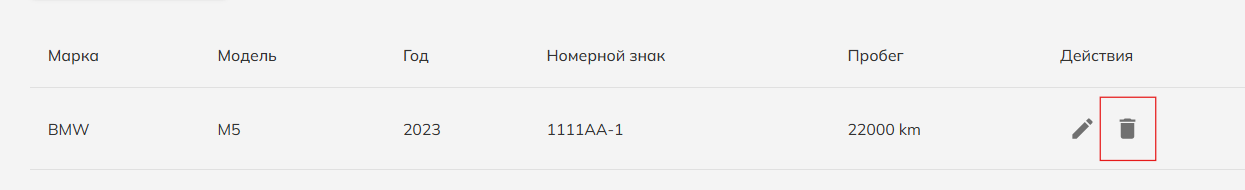 Марка Модель Год Номерной знак Пробег Действия
BMW M5 2023 1111AA-1 22000 km